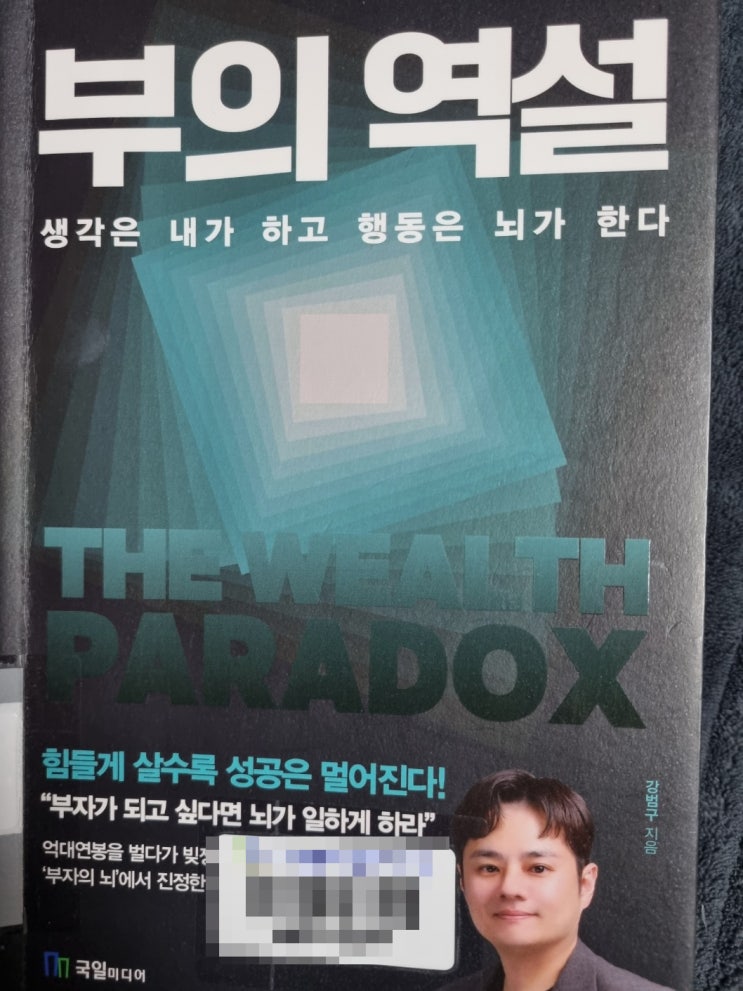 부의 역설
생각은 내가 하고 행동은 뇌가 한다
THE WEALTH
PARADOX
힘들게 살수록 성공은 멀어진다!
“부자가 되고 싶다면 뇌가 일하게 하라”
억대연봉을 벌다가
‘부자의 뇌’에서 진정한
강범구 지음
국일미디어